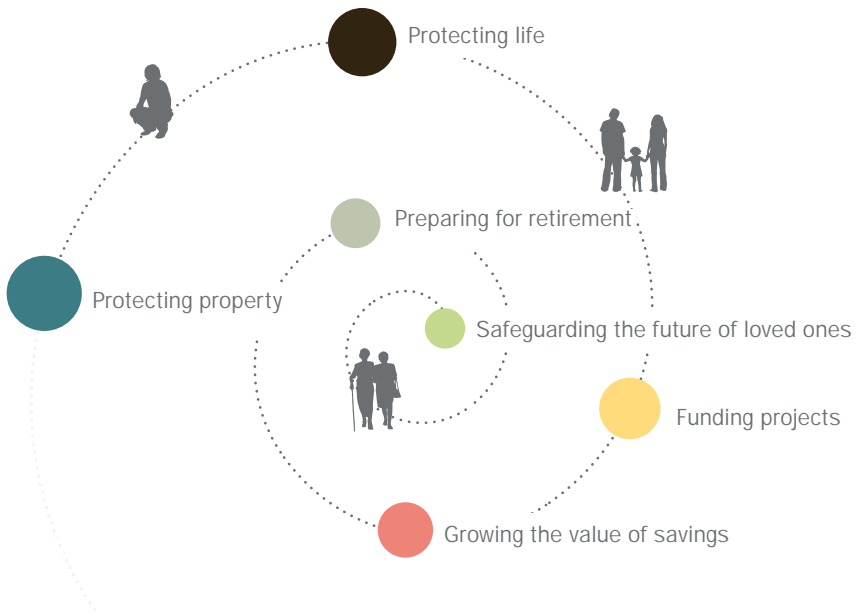 Protecting life
Preparing for retirement
Protecting property
Safeguarding the future of loved ones
Funding projects
Growing the value of savings